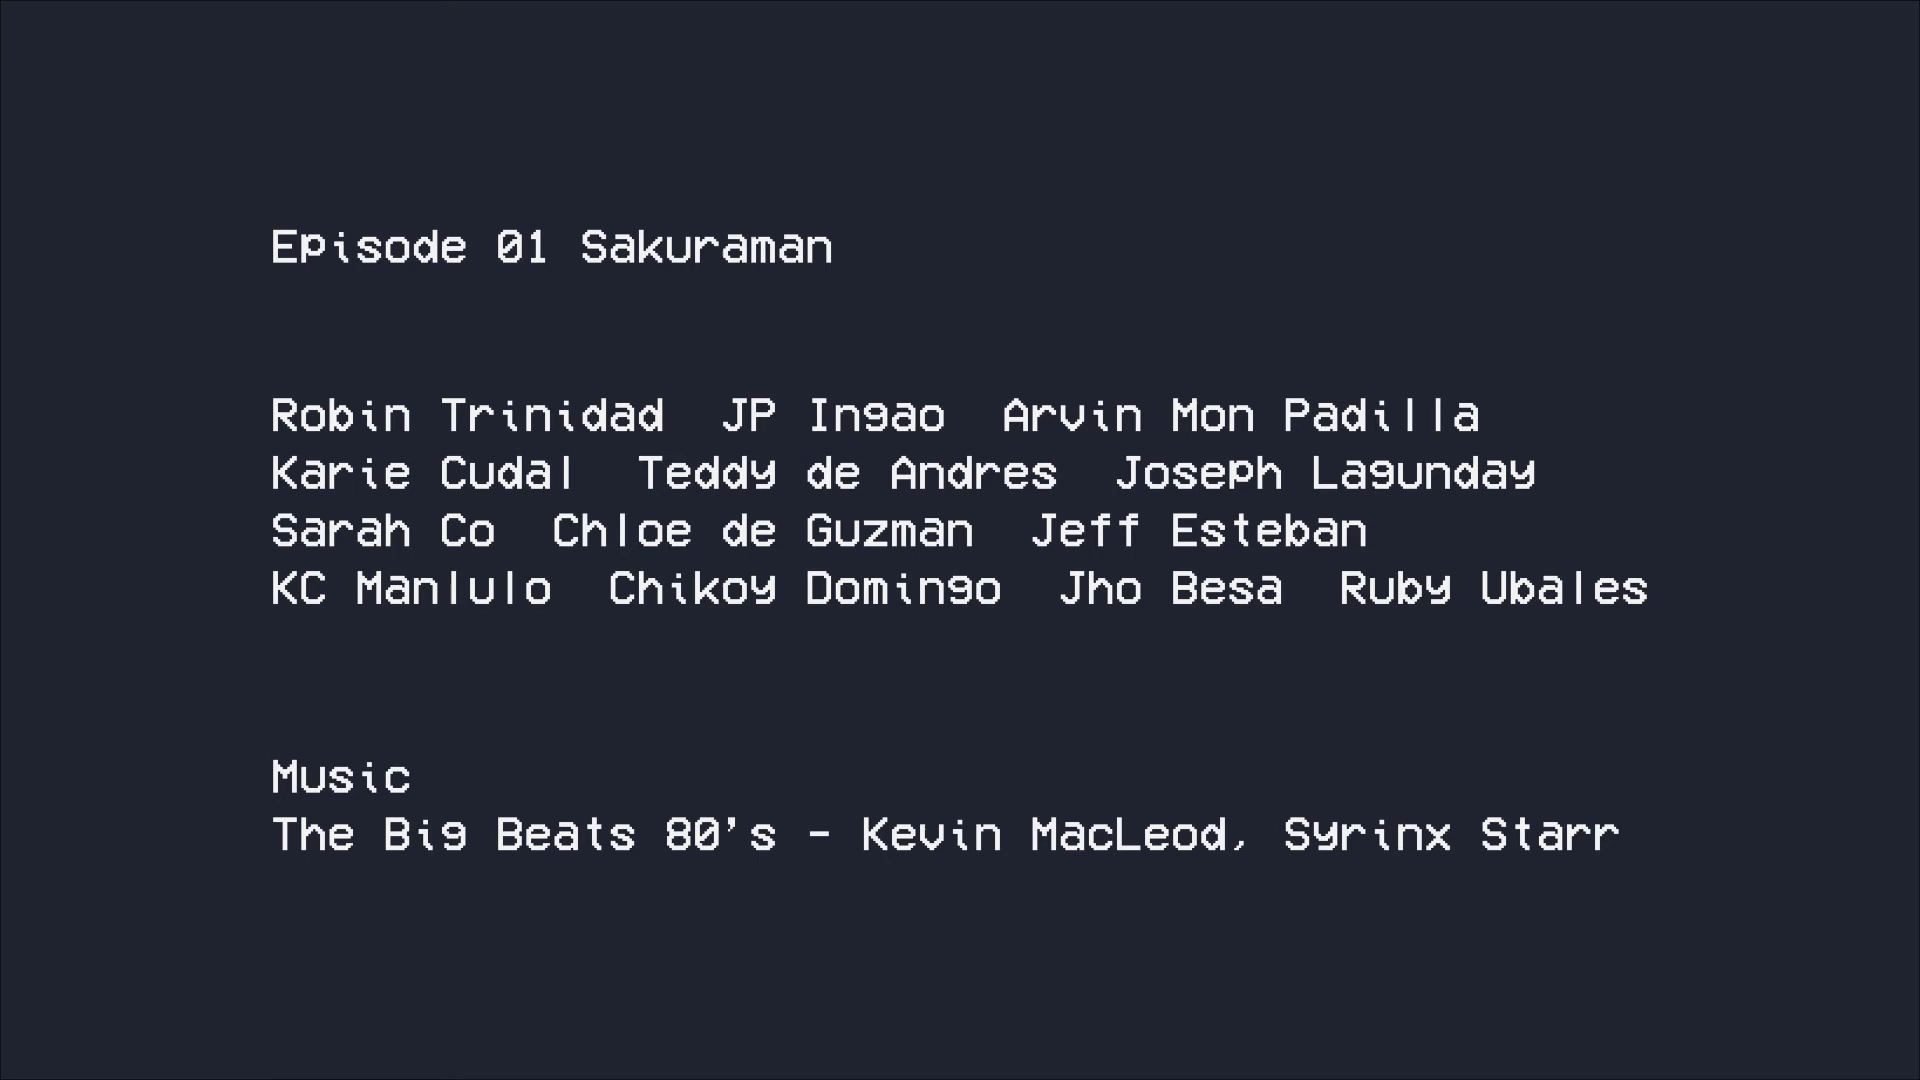 Episode 01 Sakuraman
Robin Trinidad  JP Ingao  Arvin Mon Padilla
Karie Cudal  Teddy de Andres  Joseph Lagunday
Sarah Co  Chloe de Guzman  Jeff Esteban
KC Manlulo  Chikoy Domingo  Jho Besa  Ruby Ubales
Music
The Big Beats 80's - Kevin MacLeod, Syrinx Starr